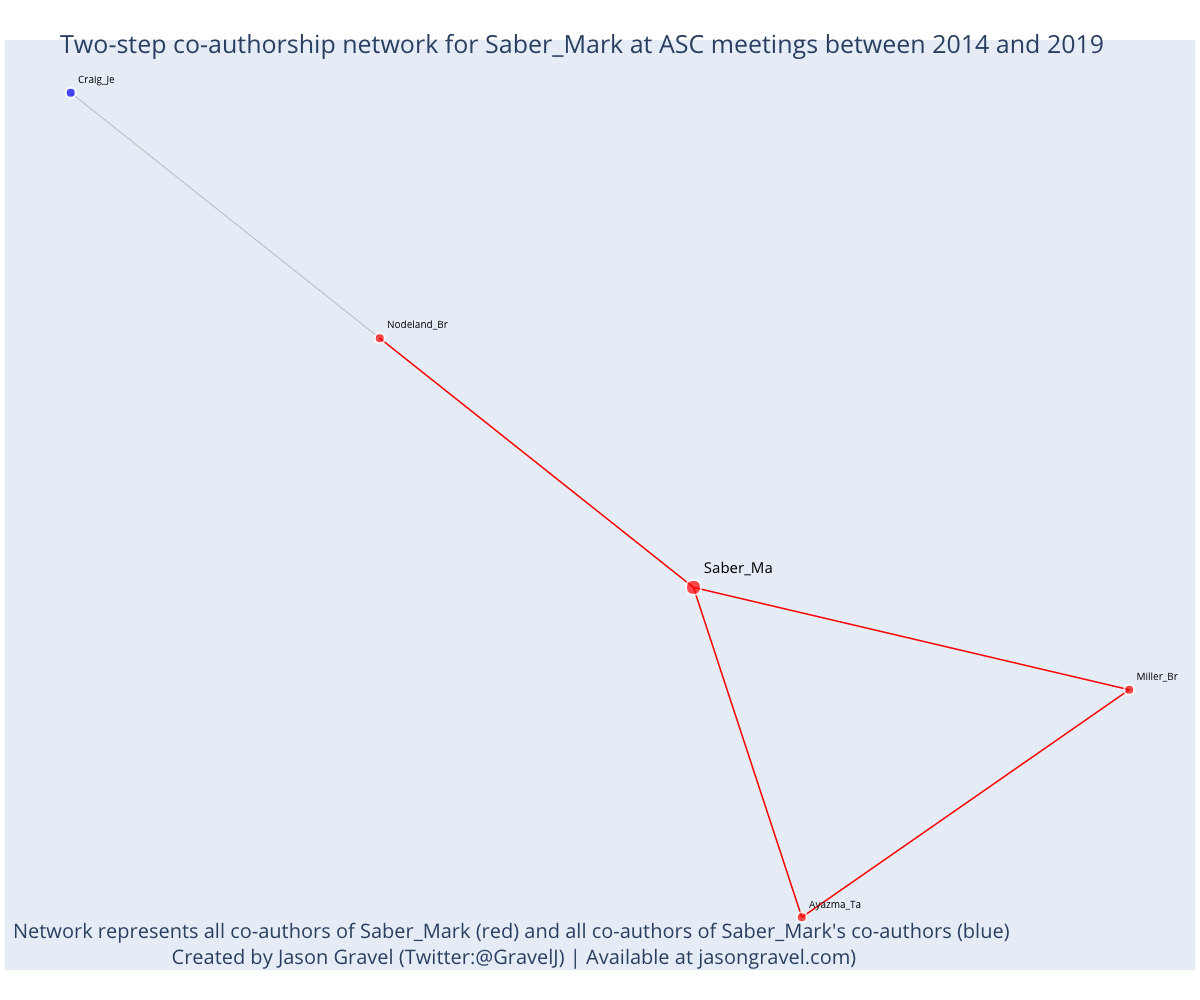 Two-step co-authorship network for Saber_Mark at ASC meetings between 2014 and 2019
Craig_Je
Nodeland_Br
Saber_Ma
Miller_Br
Ayazma_Ta
Network represents all co-authors of Saber_Mark (red) and all co-authors of Saber_Mark's co-authors (blue)
Created by Jason Gravel (Twitter:@GravelJ) | Available at jasongravel.com)